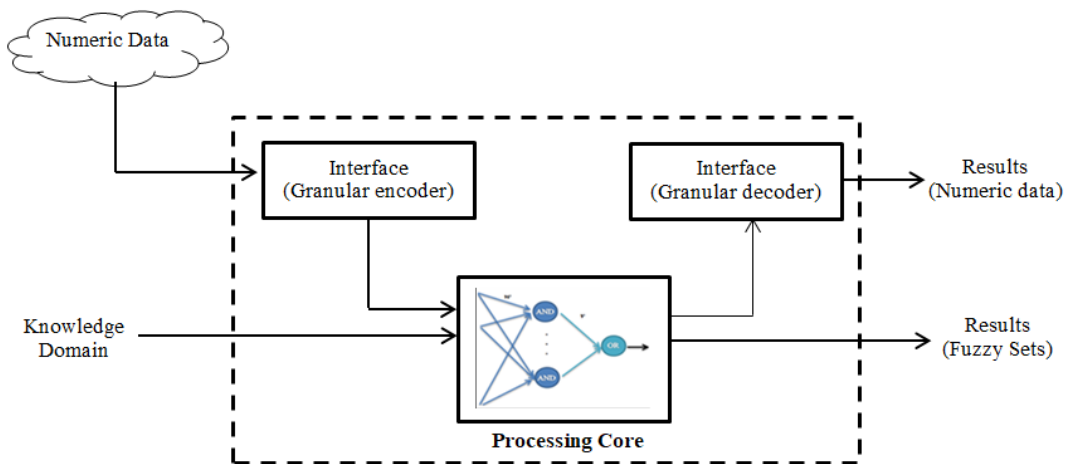 Numeric Data
Interface
(Granular encoder)
Interface
(Granular decoder)
Results
(Numeric data)
Knowledge
Domain
AND
AND
OR
Results
(Fuzzy Sets)
Processing Core